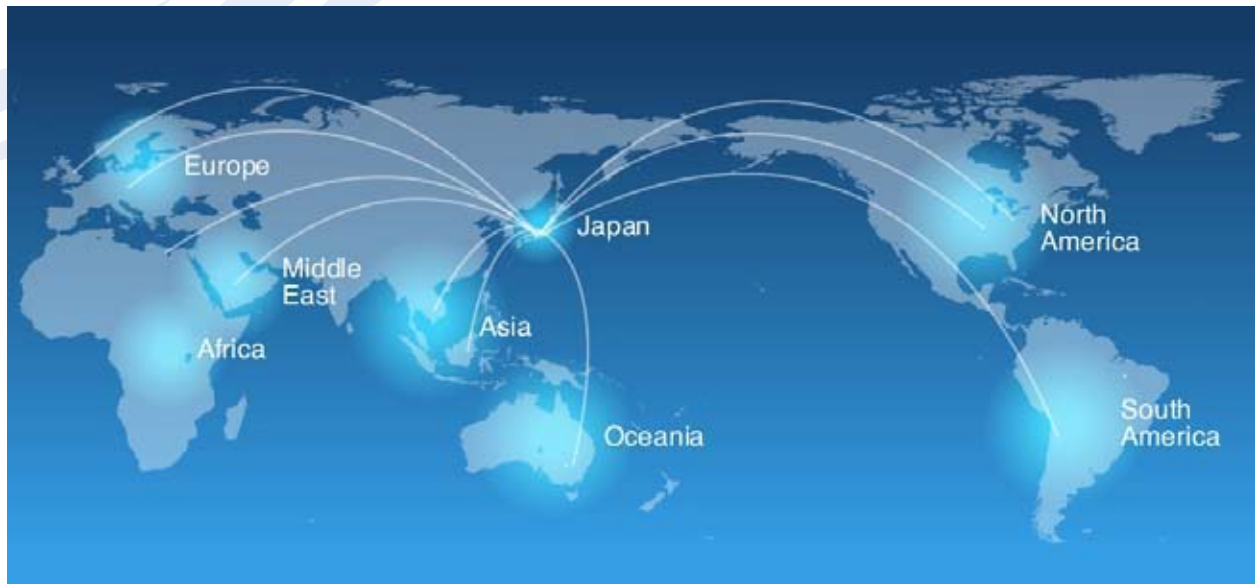 Europe
Japan
North
America
Middle
East
Asia
Africa
Oceania
South
America